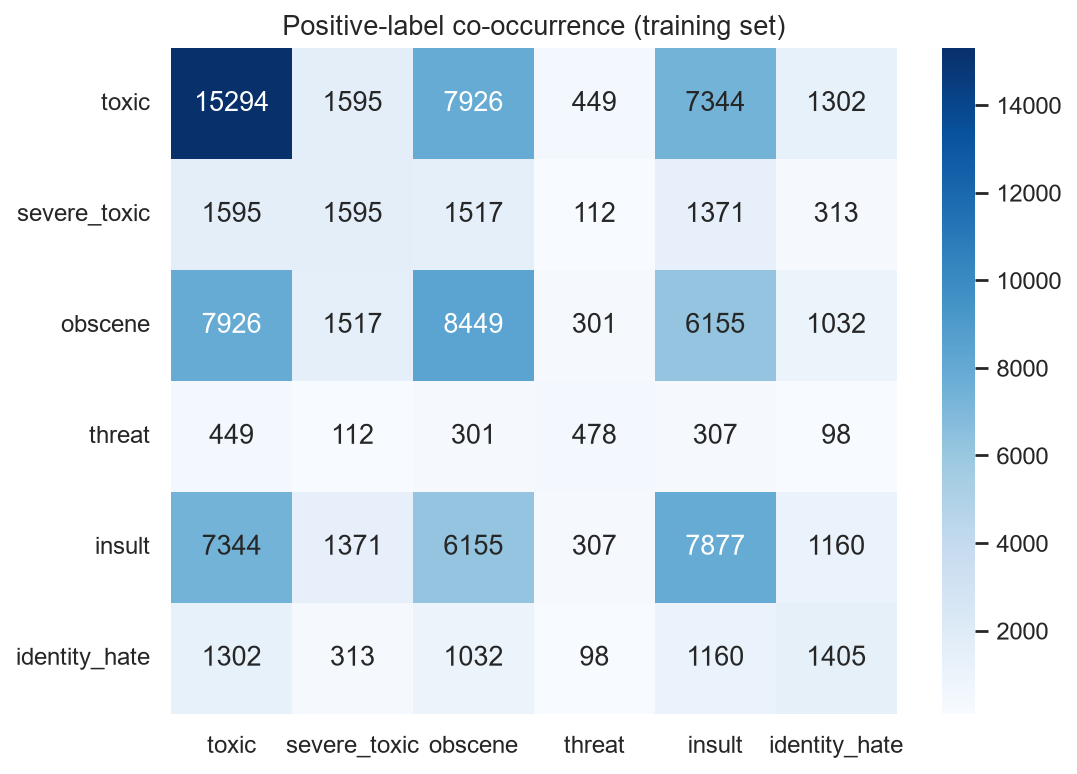 Positive-label co-occurrence (training set)
toxic 15294 1595 7926 449 7344 1302
severe_toxic 1595 1595 1517 112 1371 313
obscene 7926 1517 8449 301 6155 1032
threat 449 112 301 478 307 98
insult 7344 1371 6155 307 7877 1160
identity_hate 1302 313 1032 98 1160 1405
toxic severe_toxic obscene threat insult identity_hate
14000
12000
10000
8000
6000
4000
2000